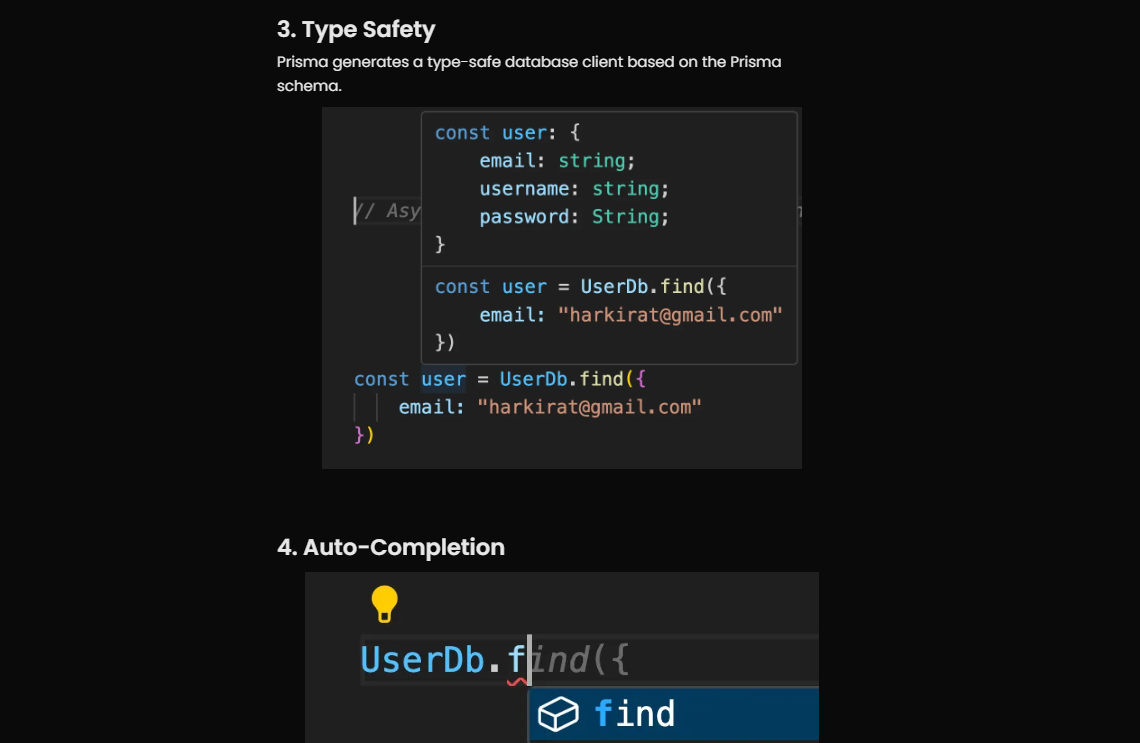 3. Type Safety
Prisma generates a type-safe database client based on the Prisma
schema.
const user: {
email: string;
username: string;
password: String;
}
// Asy
const user = UserDb.find({
email: "harkirat@gmail.com"
})
const user = UserDb.find({
email: "harkirat@gmail.com"
})
4. Auto-Completion
UserDb.find({
find